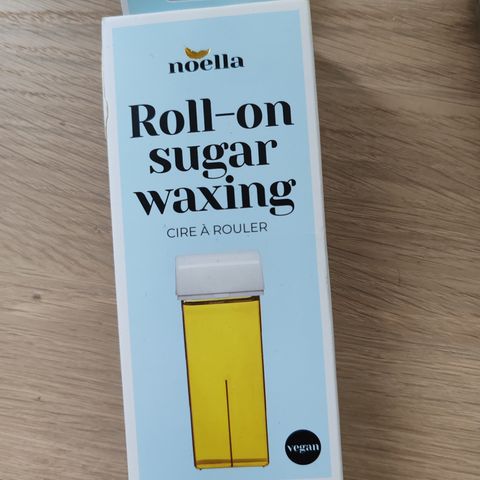 noella
Roll-on
sugar
waxing
CIRE À ROULER
vegan